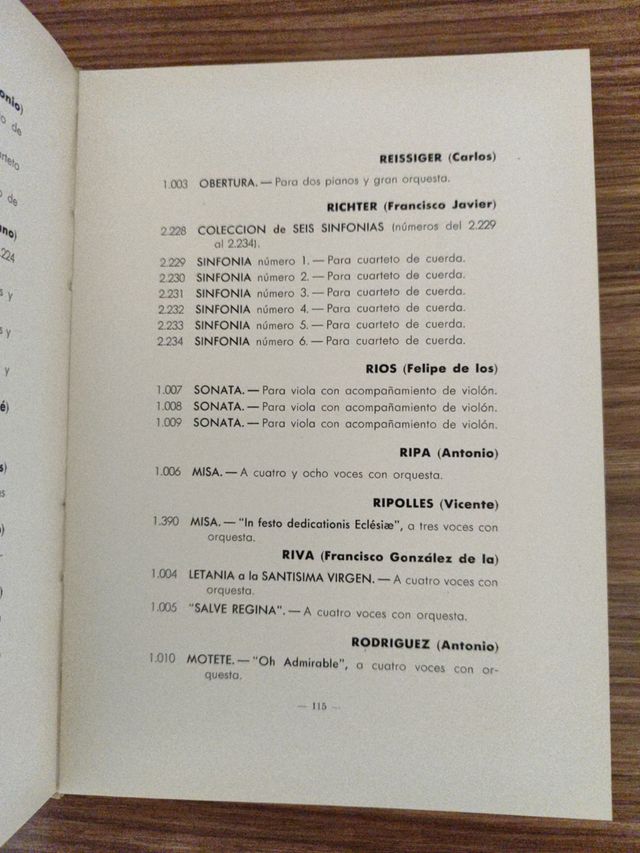 onio)
o de
arteto
o de
no)
.224
s y
s y
y
é)
s)
es
o)
)
REISSIGER (Carlos)
1.003 OBERTURA. — Para dos pianos y gran orquesta.
RICHTER (Francisco Javier)
2.228 COLECCION de SEIS SINFONIAS (números del 2.229
al 2.234).
2.229 SINFONIA número 1. — Para cuarteto de cuerda.
2.230 SINFONIA número 2. — Para cuarteto de cuerda.
2.231 SINFONIA número 3. — Para cuarteto de cuerda.
2.232 SINFONIA número 4. — Para cuarteto de cuerda.
2.233 SINFONIA número 5. — Para cuarteto de cuerda.
2.234 SINFONIA número 6. — Para cuarteto de cuerda.
RIOS (Felipe de los)
1.007 SONATA. — Para viola con acompañamiento de violón.
1.008 SONATA. — Para viola con acompañamiento de violón.
1.009 SONATA. — Para viola con acompañamiento de violón.
RIPA (Antonio)
1.006 MISA. — A cuatro y ocho voces con orquesta.
RIPOLLES (Vicente)
1.390 MISA. — "In festo dedicationis Eclésiæ", a tres voces con
orquesta.
RIVA (Francisco González de la)
1.004 LETANIA a la SANTISIMA VIRGEN. — A cuatro voces con
orquesta.
1.005 "SALVE REGINA". — A cuatro voces con orquesta.
RODRIGUEZ (Antonio)
1.010 MOTETE. — "Oh Admirable", a cuatro voces con or-
questa.
— 115 —